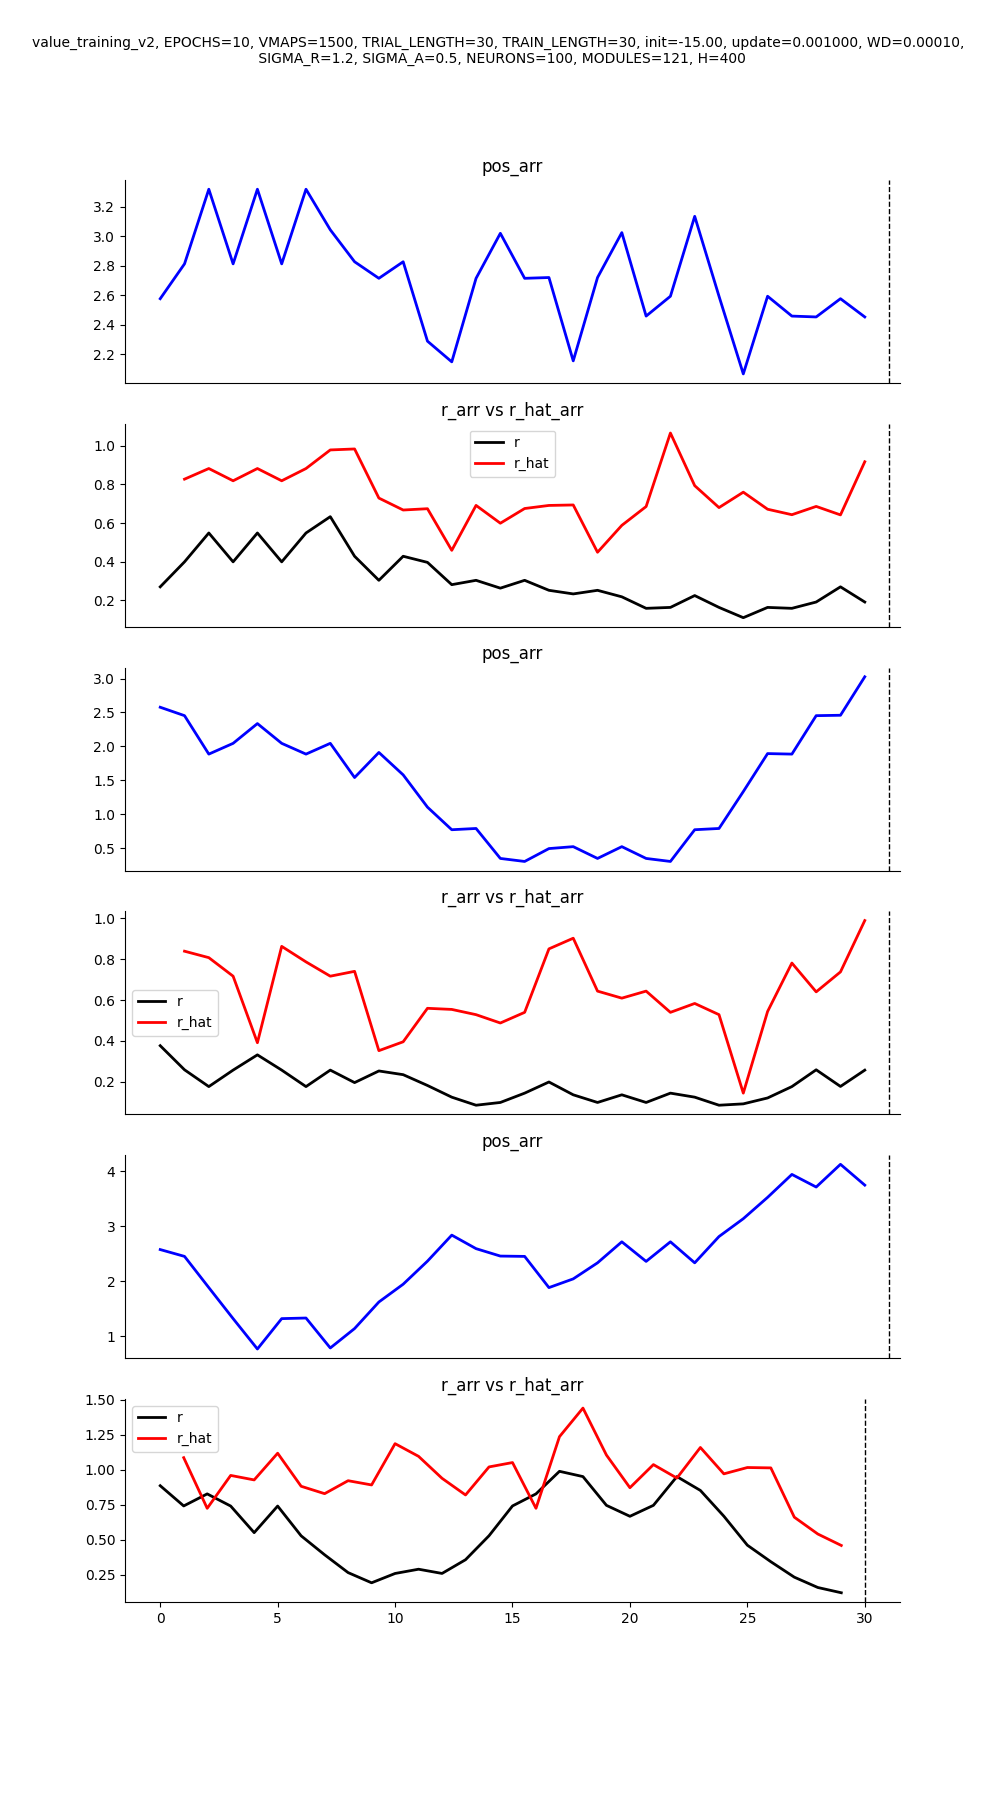 value_training_v2, EPOCHS=10, VMAPS=1500, TRIAL_LENGTH=30, TRAIN_LENGTH=30, init=-15.00, update=0.001000, WD=0.00010,
SIGMA_R=1.2, SIGMA_A=0.5, NEURONS=100, MODULES=121, H=400
pos_arr
3.2
3.0
2.8
2.6
2.4
2.2
r_arr vs r_hat_arr
r
r_hat
1.0
0.8
0.6
0.4
0.2
pos_arr
3.0
2.5
2.0
1.5
1.0
0.5
r_arr vs r_hat_arr
1.0
0.8
0.6
0.4
0.2
r
r_hat
pos_arr
4
3
2
1
r_arr vs r_hat_arr
r
r_hat
1.50
1.25
1.00
0.75
0.50
0.25
0 5 10 15 20 25 30